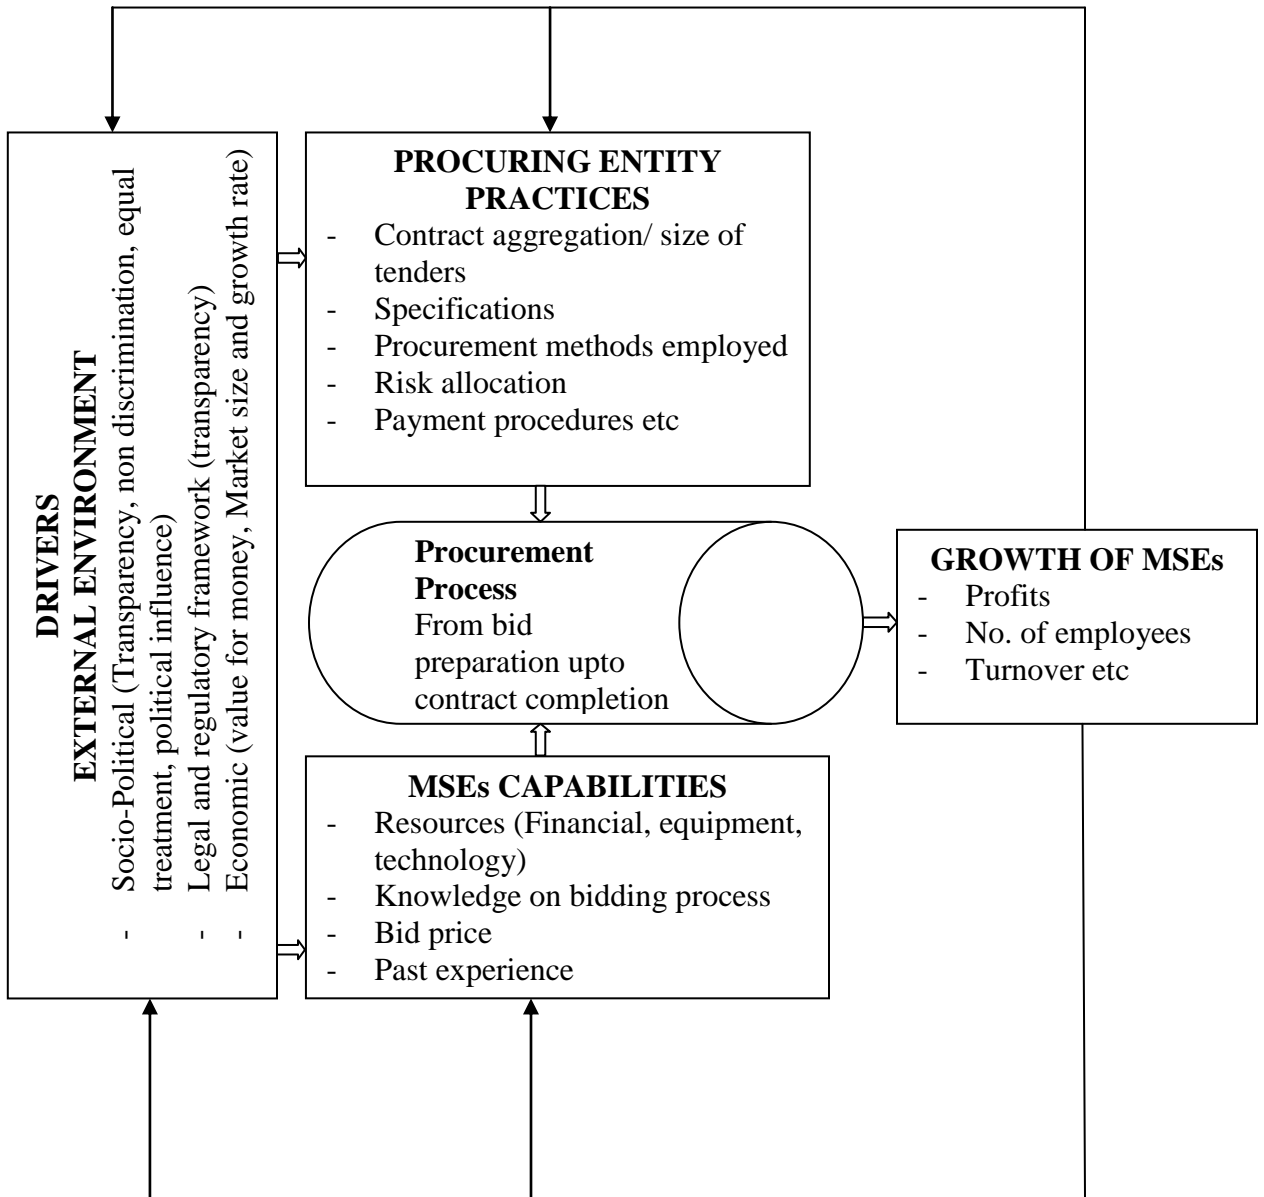 DRIVERS
EXTERNAL ENVIRONMENT
- Socio-Political (Transparency, non discrimination, equal
treatment, political influence)
- Legal and regulatory framework (transparency)
- Economic (value for money, Market size and growth rate)
PROCURING ENTITY
PRACTICES
- Contract aggregation/ size of
tenders
- Specifications
- Procurement methods employed
- Risk allocation
- Payment procedures etc
Procurement
Process
From bid
preparation upto
contract completion
GROWTH OF MSEs
- Profits
- No. of employees
- Turnover etc
MSEs CAPABILITIES
- Resources (Financial, equipment,
technology)
- Knowledge on bidding process
- Bid price
- Past experience